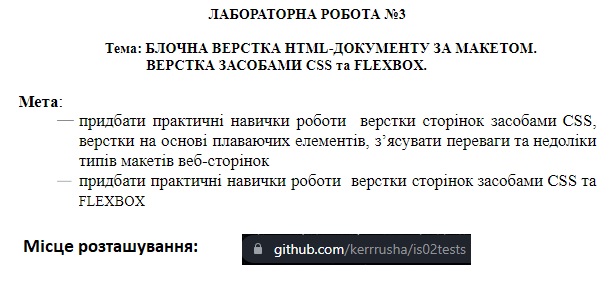 ЛАБОРАТОРНА РОБОТА №3
Тема: БЛОЧНА ВЕРСТКА HTML-ДОКУМЕНТУ ЗА МАКЕТОМ.
ВЕРСТКА ЗАСОБАМИ CSS та FLEXBOX.
Мета:
— придбати практичні навички роботи верстки сторінок засобами CSS,
верстки на основі плаваючих елементів, з’ясувати переваги та недоліки
типів макетів веб-сторінок
— придбати практичні навички роботи верстки сторінок засобами CSS та
FLEXBOX
Місце розташування: github.com/kerrrusha/is02tests